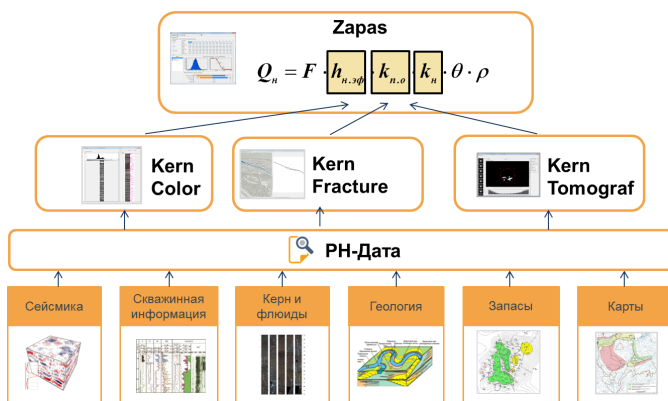 Zapas
Qн = F · hн.эф · kп.о · kн · θ · ρ
Kern
Color
Kern
Fracture
Kern
Tomograf
РН-Дата
Сейсмика
Скважинная
информация
Керн и
флюиды
Геология
Запасы
Карты